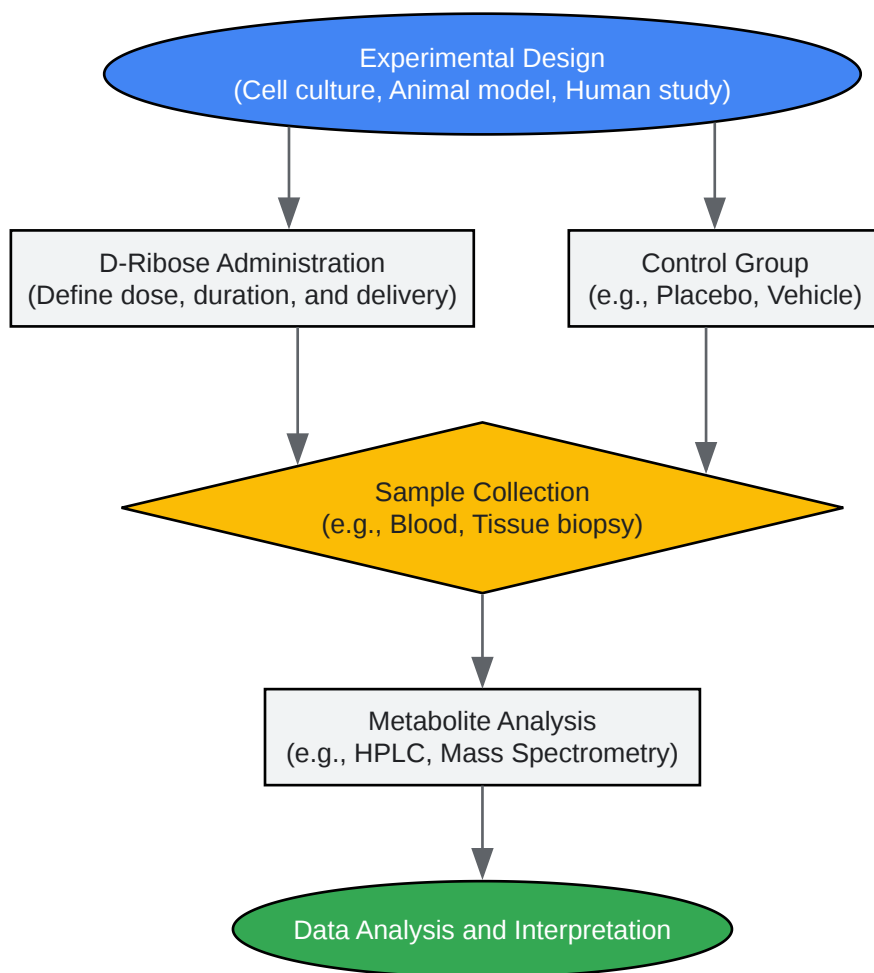 Experimental Design
(Cell culture, Animal model, Human study)
D-Ribose Administration
(Define dose, duration, and delivery)
Control Group
(e.g., Placebo, Vehicle)
Sample Collection
(e.g., Blood, Tissue biopsy)
Metabolite Analysis
(e.g., HPLC, Mass Spectrometry)
Data Analysis and Interpretation